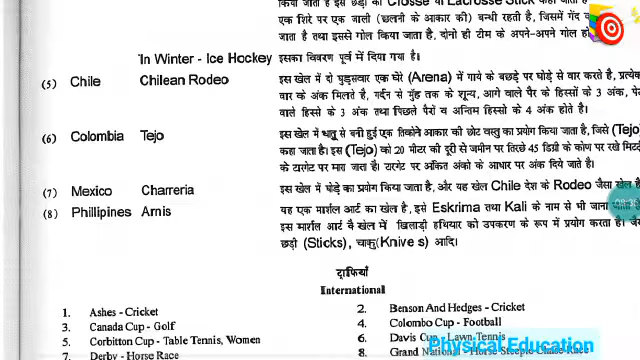 किया जाता है इस छड़ी को Crosse या Lacrosse Stick कहा जाता है
एक शिरे पर एक जाली (छलनी के आकार की) बन्धी रहती है, जिसमें गेंद
जाता है तथा इससे गोल किया जाता है, दोनो ही टीम के अपने-अपने गोल
In Winter - Ice Hockey इसका विवरण पूर्व में दिया गया है।
(5) Chile Chilean Rodeo इस खेल में दो घुड़सवार एक घेरे (Arena) में गाये के बछड़े पर घोड़े से वार करते है, प्रत्येक
वार के अंक मिलते है, गर्दन से मुंह तक के शून्य, आगे वाले पैर के हिस्सों के 3 अंक,
वाले हिस्से के 3 अंक तथा पिछले पैरों व अन्तिम हिस्सो के 4 अंक होते है।
(6) Colombia Tejo इस खेल में धातु से बनी हुई एक तिकोने आकार की छोट वस्तु का प्रयोग किया जाता है, जिसे (Tejo)
कहा जाता है। इस (Tejo) को 20 मीटर की दूरी से जमीन पर तिरछे 45 डिग्री के कोण पर रखे मिटटी
के टारगेट पर मारा जाता है। टारगेट पर अंकित अंको के आधार पर अंक दिये जाते है।
(7) Mexico Charreria इस खेल में घोड़े का प्रयोग किया जाता है, और यह खेल Chile देश के Rodeo जैसा खेल है
(8) Phillipines Arnis यह एक मार्शल आर्ट का खेल है, इसे Eskrima तथा Kali के नाम से भी जाना जाता है
इस मार्शल आर्ट वै खेल में खिलाड़ी हथियार को उपकरण के रूप में प्रयोग करता है। जैसे
छड़ी (Sticks), चाकु (Knive s) आदि।
ट्राफियाँ
International
1. Ashes - Cricket 2. Benson And Hedges - Cricket
3. Canada Cup - Golf 4. Colombo Cup - Football
5. Corbitton Cup - Table Tennis, Women 6. Davis Cup - Lawn Tennis
7. Derby - Horse Race 8. Grand National - Horse Steeple Chase Race
Physical Education